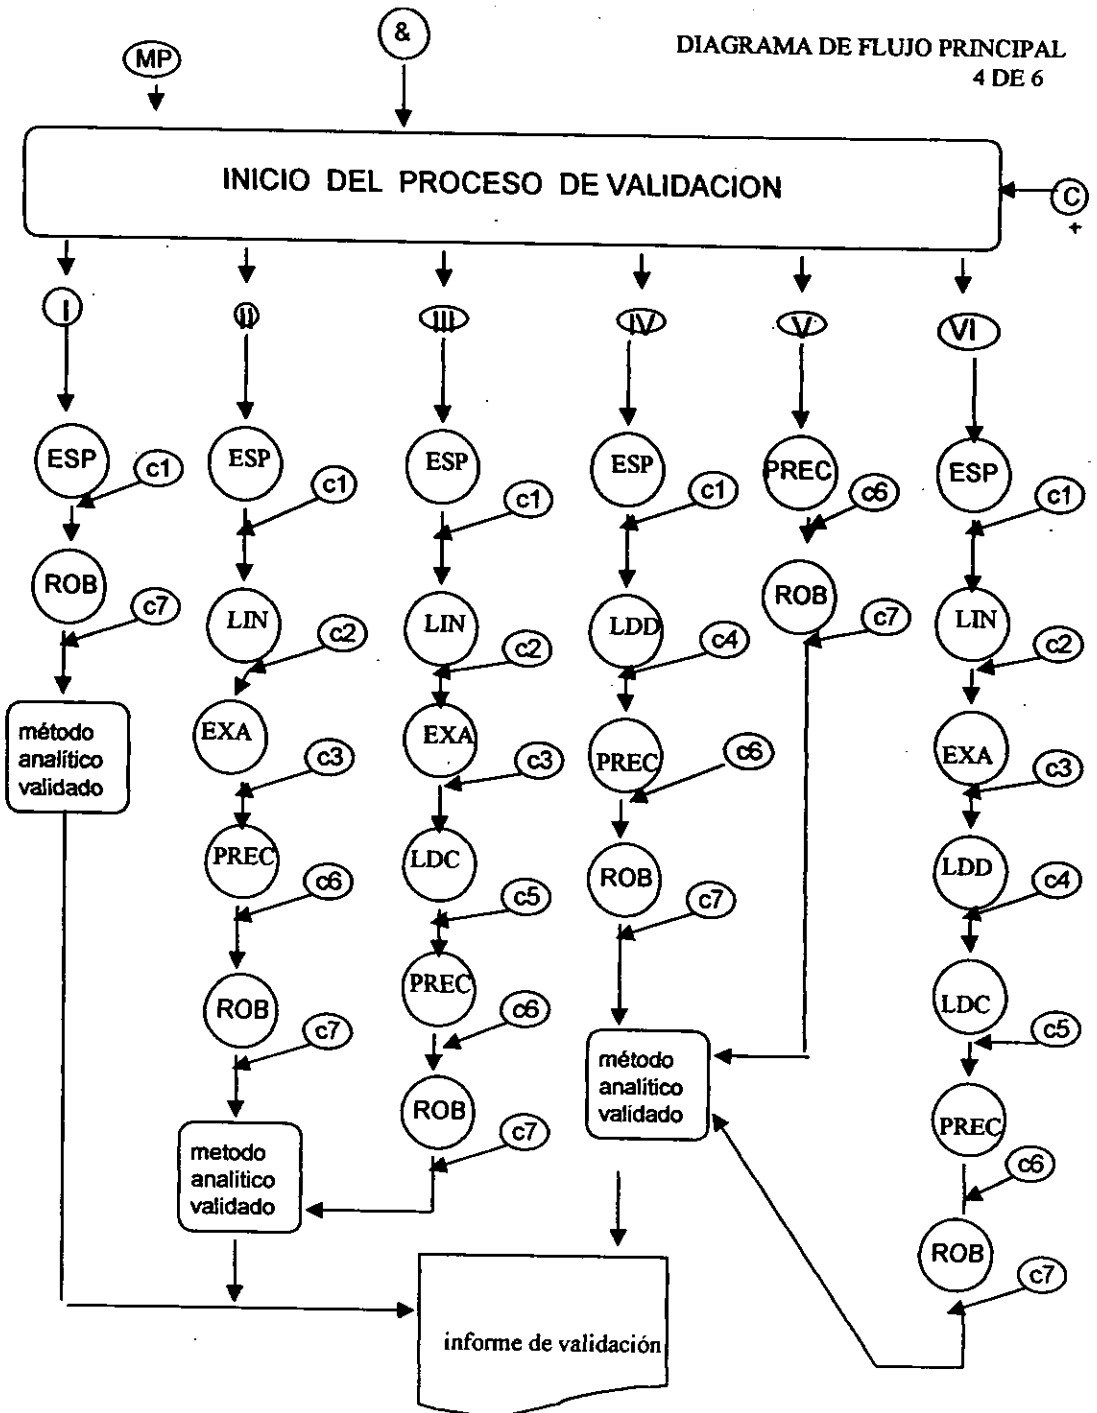 &
MP
DIAGRAMA DE FLUJO PRINCIPAL
4 DE 6
INICIO DEL PROCESO DE VALIDACION
C
+
I
II
III
IV
V
VI
ESP
c1
ROB
c7
método
analítico
validado
ESP
c1
LIN
c2
EXA
c3
PREC
c6
ROB
c7
metodo
analitico
validado
ESP
c1
LIN
c2
EXA
c3
LDC
c5
PREC
c6
ROB
c7
ESP
c1
LDD
c4
PREC
c6
ROB
c7
método
analítico
validado
PREC
c6
ROB
c7
ESP
c1
LIN
c2
EXA
c3
LDD
c4
LDC
c5
PREC
c6
ROB
c7
informe de validación